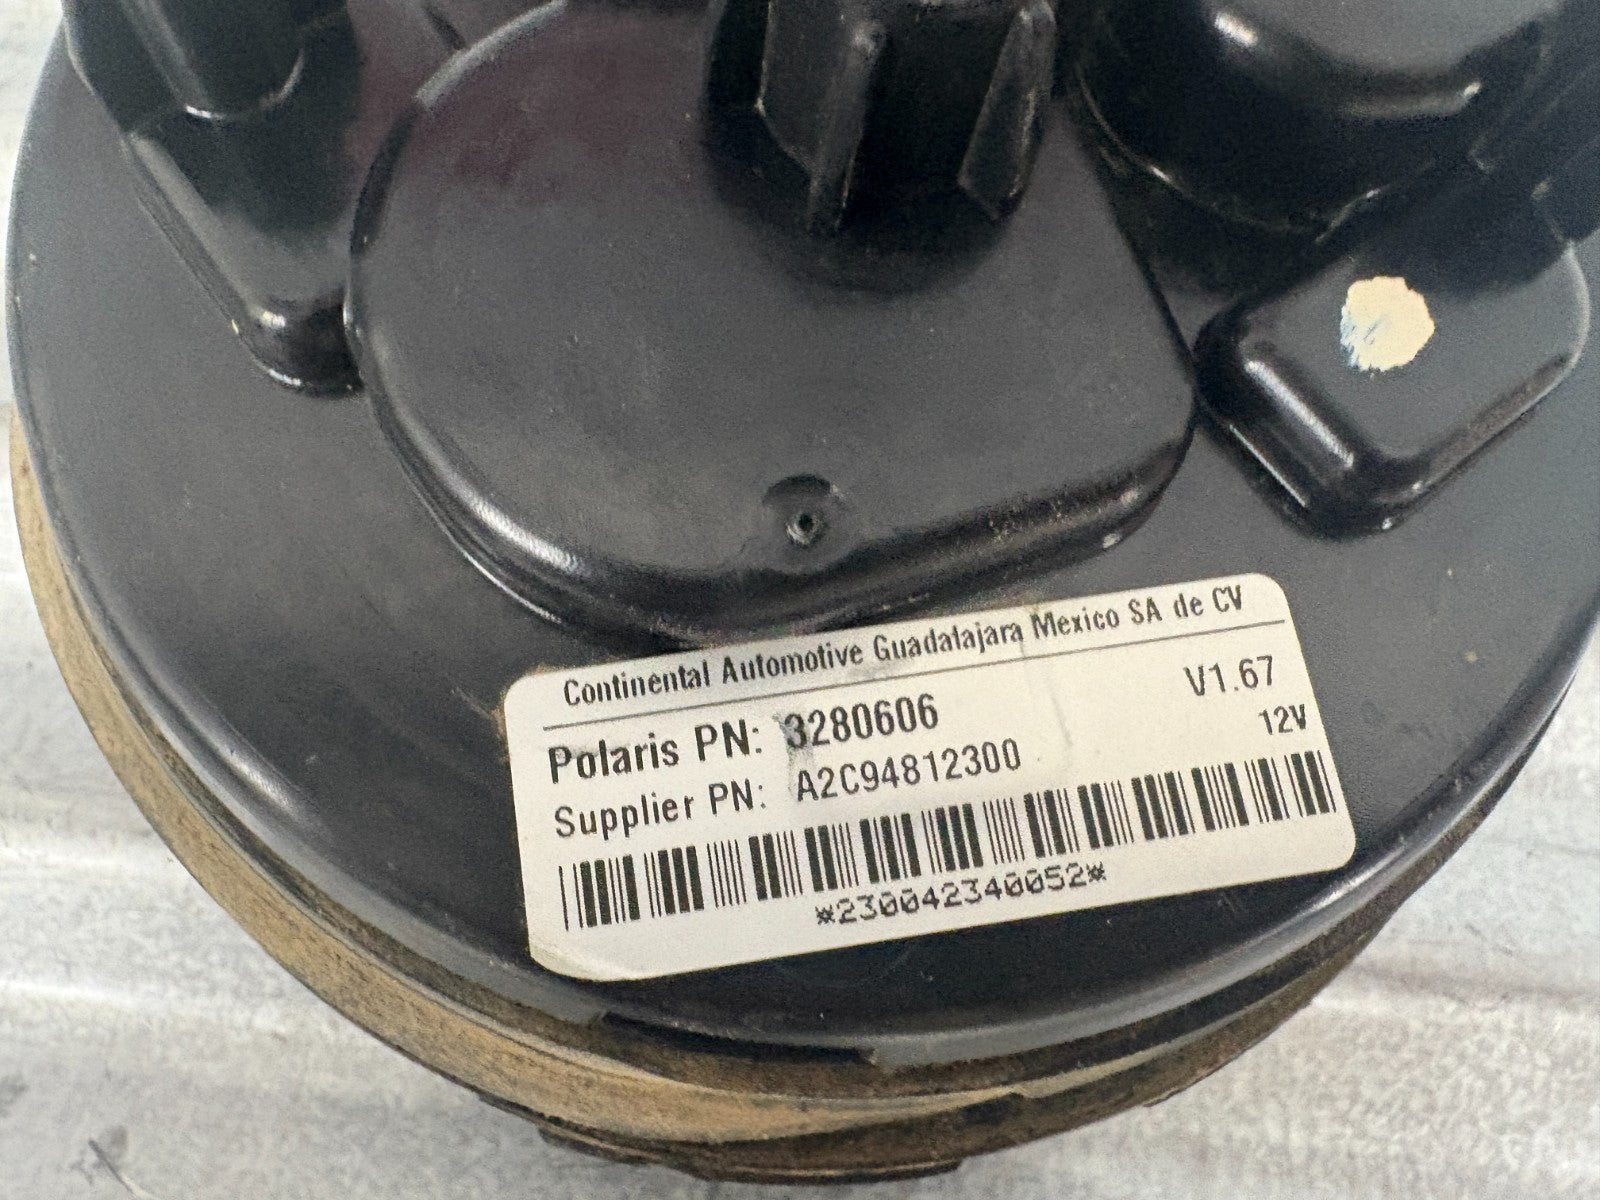 Continental Automotive Guadalajara Mexico SA de CV
Polaris PN: 3280606 V1.67
Supplier PN: A2C94812300 12V
*230042340052*